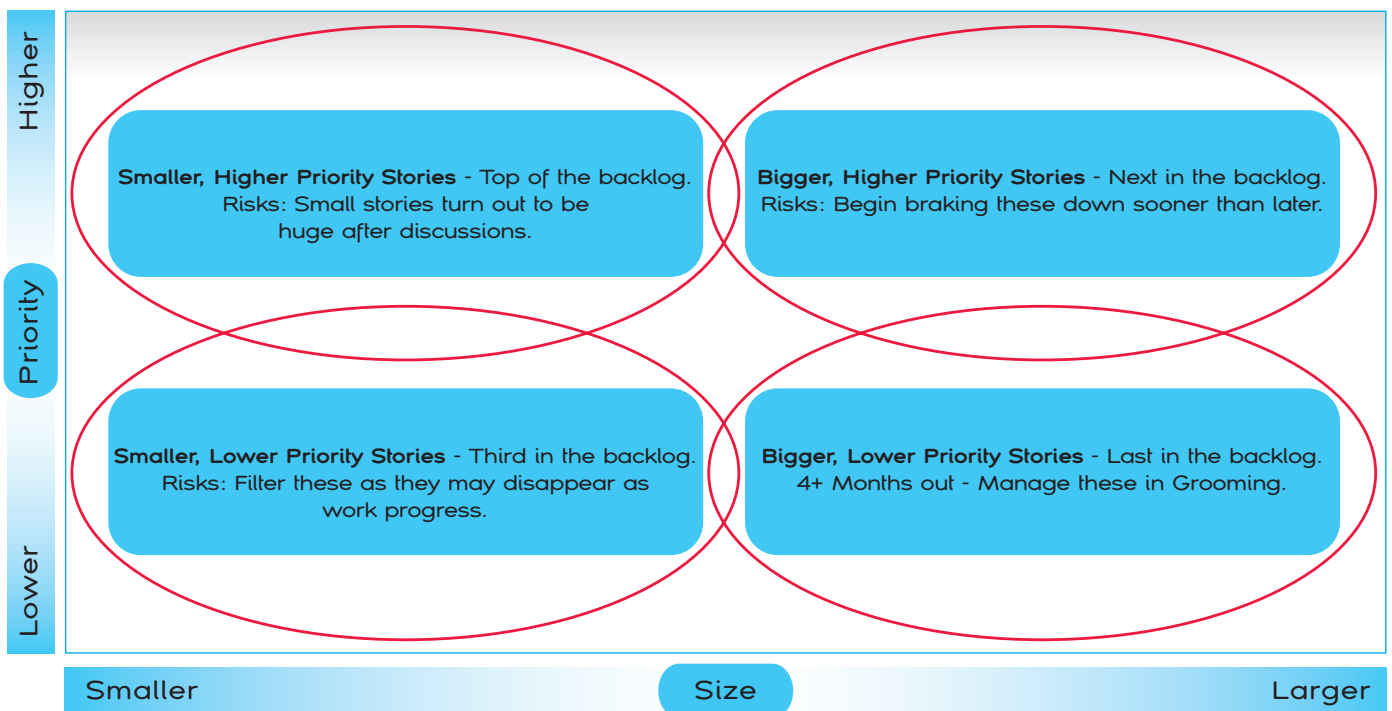 Higher
Priority
Lower
Smaller, Higher Priority Stories - Top of the backlog.
Risks: Small stories turn out to be
huge after discussions.
Bigger, Higher Priority Stories - Next in the backlog.
Risks: Begin braking these down sooner than later.
Smaller, Lower Priority Stories - Third in the backlog.
Risks: Filter these as they may disappear as
work progress.
Bigger, Lower Priority Stories - Last in the backlog.
4+ Months out - Manage these in Grooming.
Smaller
Size
Larger